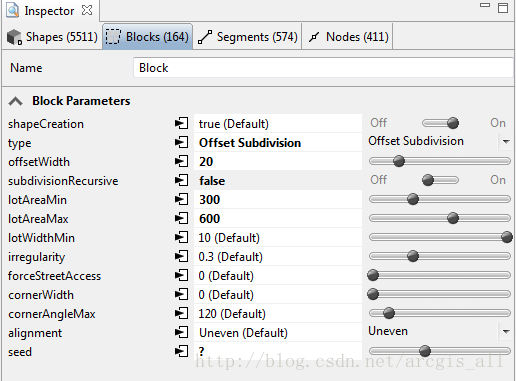 Inspector
Shapes (5511) Blocks (164) Segments (574) Nodes (411)
Name Block
Block Parameters
shapeCreation true (Default) Off On
type Offset Subdivision Offset Subdivision
offsetWidth 20
subdivisionRecursive false Off On
lotAreaMin 300
lotAreaMax 600
lotWidthMin 10 (Default)
irregularity 0.3 (Default)
forceStreetAccess 0 (Default)
cornerWidth 0 (Default)
cornerAngleMax 120 (Default)
alignment Uneven (Default) Uneven
seed ?
http://blog.csdn.net/arcgis_all